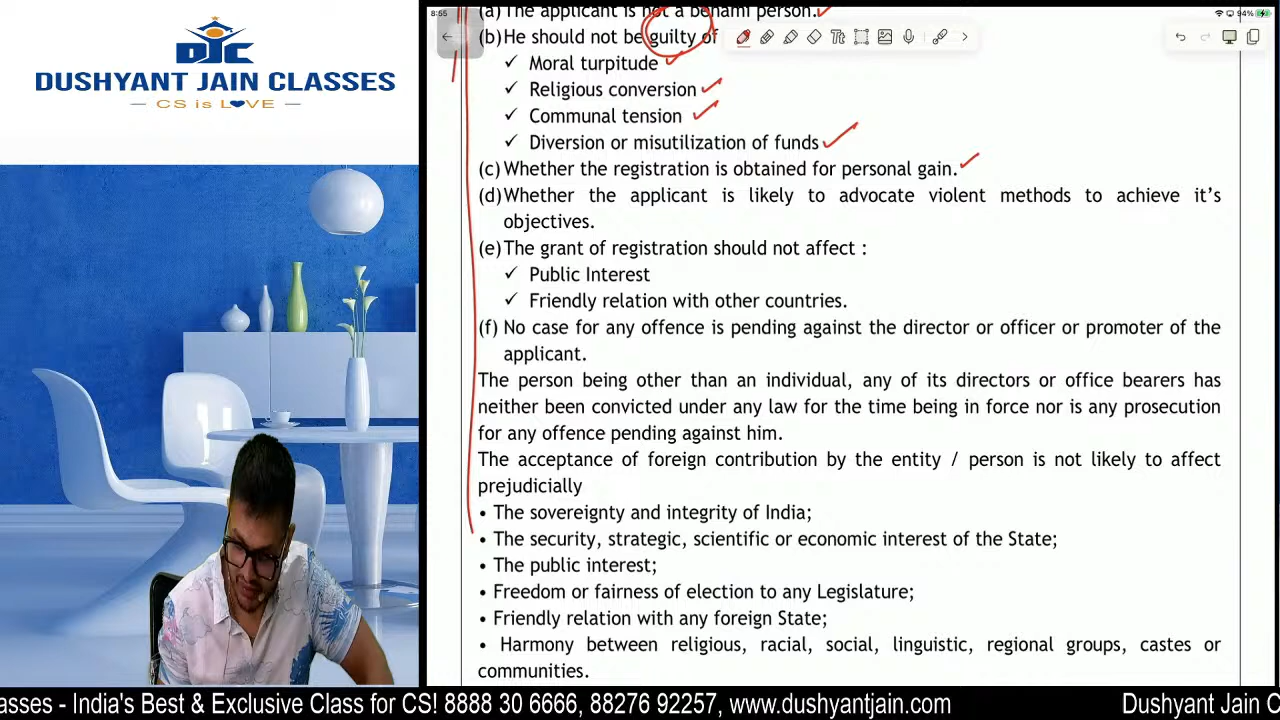 DJC
DUSHYANT JAIN CLASSES
CS is LOVE
8:55
94%
(a) The applicant is not a benami person.
(b) He should not be guilty of
Tt
✓ Moral turpitude
✓ Religious conversion
✓ Communal tension
✓ Diversion or misutilization of funds
(c) Whether the registration is obtained for personal gain.
(d) Whether the applicant is likely to advocate violent methods to achieve it's
objectives.
(e) The grant of registration should not affect :
✓ Public Interest
✓ Friendly relation with other countries.
(f) No case for any offence is pending against the director or officer or promoter of the
applicant.
The person being other than an individual, any of its directors or office bearers has
neither been convicted under any law for the time being in force nor is any prosecution
for any offence pending against him.
The acceptance of foreign contribution by the entity / person is not likely to affect
prejudicially
• The sovereignty and integrity of India;
• The security, strategic, scientific or economic interest of the State;
• The public interest;
• Freedom or fairness of election to any Legislature;
• Friendly relation with any foreign State;
• Harmony between religious, racial, social, linguistic, regional groups, castes or
communities.
asses - India's Best & Exclusive Class for CS! 8888 30 6666, 88276 92257, www.dushyantjain.com Dushyant Jain C